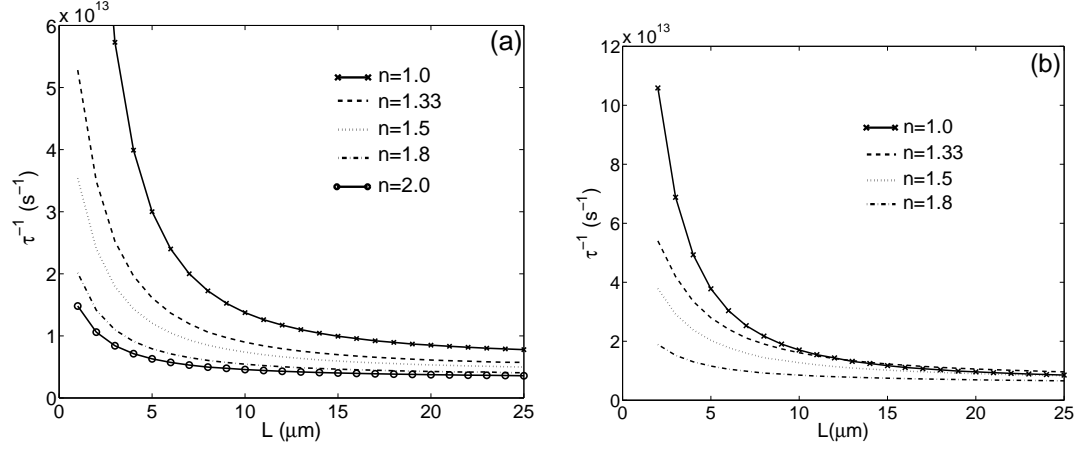 x 10^13
(a)
6
5
4
3
2
1
0
n=1.0
n=1.33
n=1.5
n=1.8
n=2.0
τ⁻¹ (s⁻¹)
0 5 10 15 20 25
L (μm)
x 10^13
(b)
12
10
8
6
4
2
0
n=1.0
n=1.33
n=1.5
n=1.8
τ⁻¹ (s⁻¹)
0 5 10 15 20 25
L(μm)